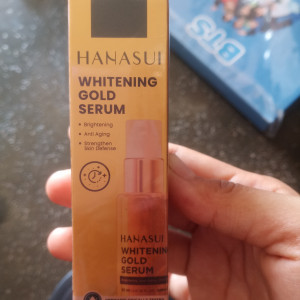 HANASUI
WHITENING
GOLD
SERUM
• Brightening
• Anti Aging
• Strengthen
Skin Defense
HANASUI
WHITENING
GOLD
SERUM
BTS